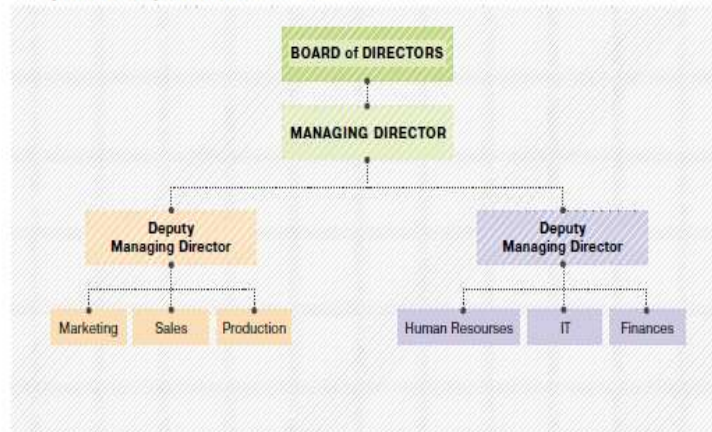 BOARD of DIRECTORS
MANAGING DIRECTOR
Deputy
Managing Director
Deputy
Managing Director
Marketing
Sales
Production
Human Resourses
IT
Finances